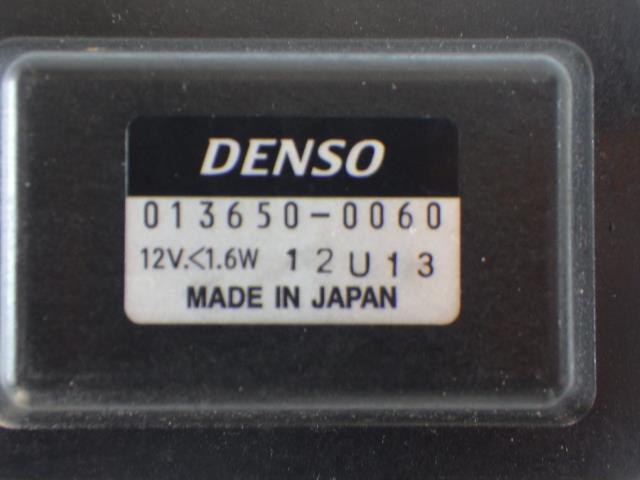 DENSO
013650-0060
12V.<1.6W 12U13
MADE IN JAPAN